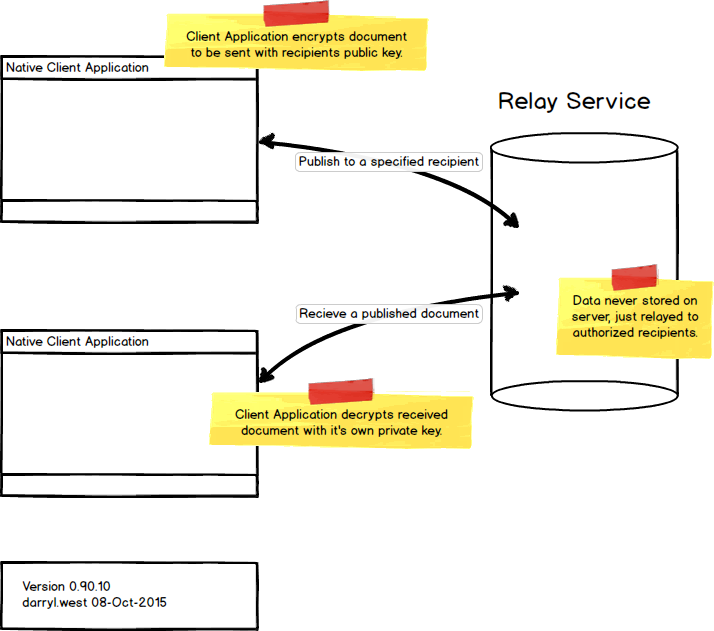 Client Application encrypts document
to be sent with recipients public key.
Native Client Application
Relay Service
Publish to a specified recipient
Data never stored on
server, just relayed to
authorized recipients.
Recieve a published document
Native Client Application
Client Application decrypts received
document with it's own private key.
Version 0.90.10
darryl.west 08-Oct-2015